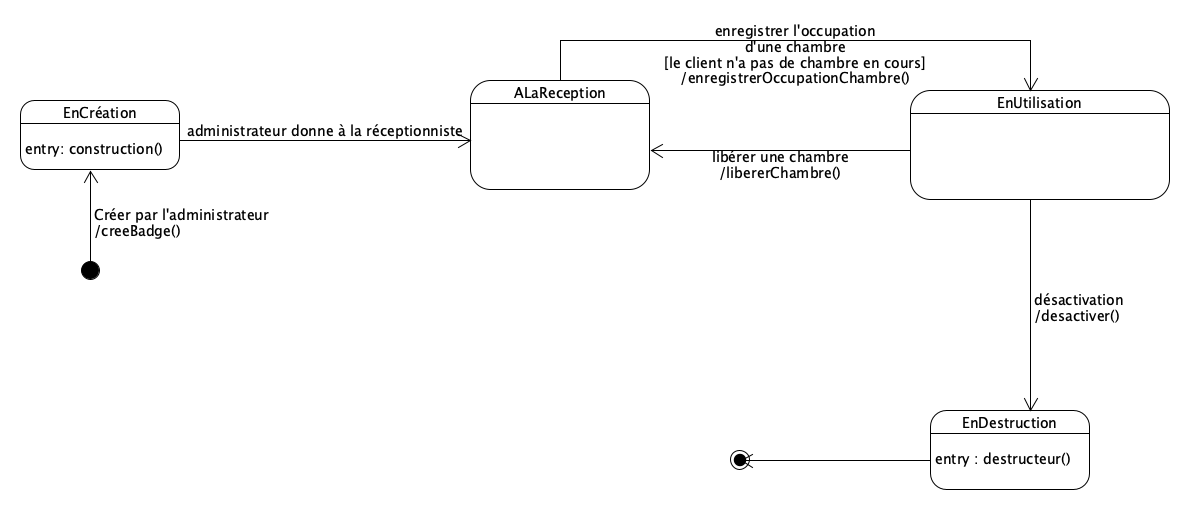 enregistrer l'occupation
d'une chambre
[le client n'a pas de chambre en cours]
/enregistrerOccupationChambre()
ALaReception
EnUtilisation
EnCréation
entry: construction()
administrateur donne à la réceptionniste
libérer une chambre
/libererChambre()
Créer par l'administrateur
/creeBadge()
désactivation
/desactiver()
EnDestruction
entry : destructeur()